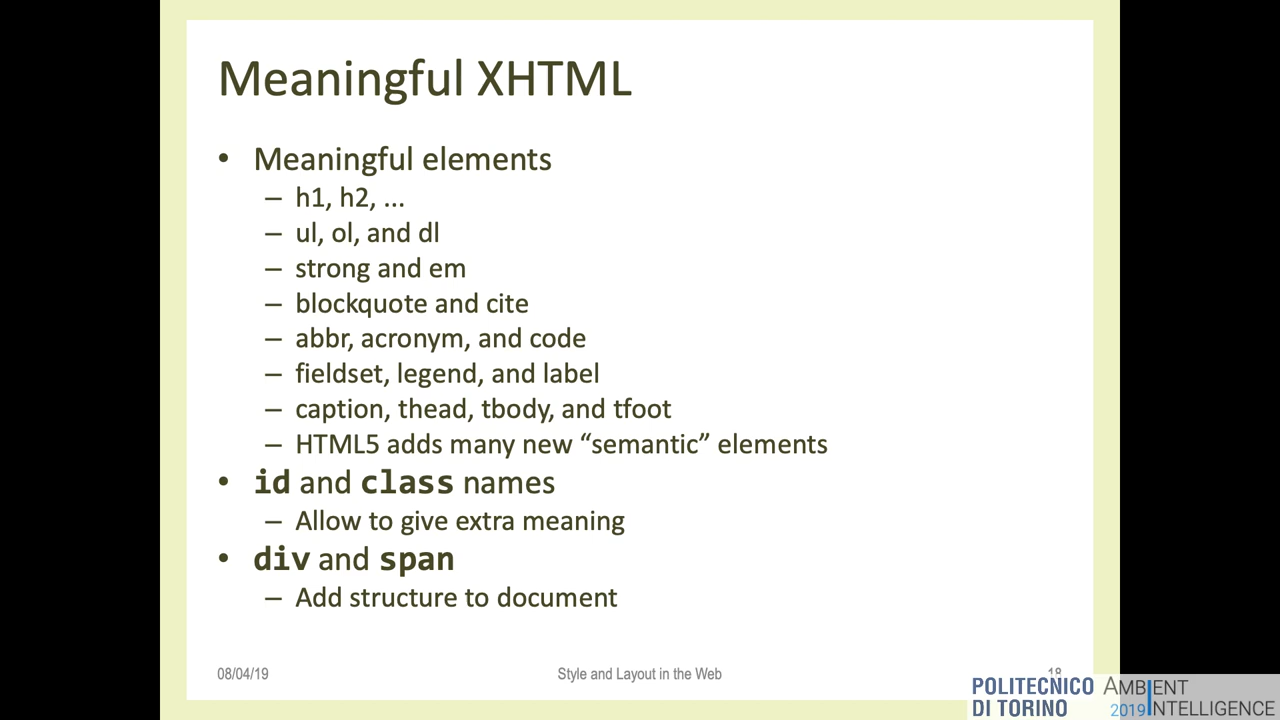 Meaningful XHTML
• Meaningful elements
– h1, h2, ...
– ul, ol, and dl
– strong and em
– blockquote and cite
– abbr, acronym, and code
– fieldset, legend, and label
– caption, thead, tbody, and tfoot
– HTML5 adds many new “semantic” elements
• id and class names
– Allow to give extra meaning
• div and span
– Add structure to document
08/04/19 Style and Layout in the Web 18
POLITECNICO AMBIENT
DI TORINO 2019 INTELLIGENCE